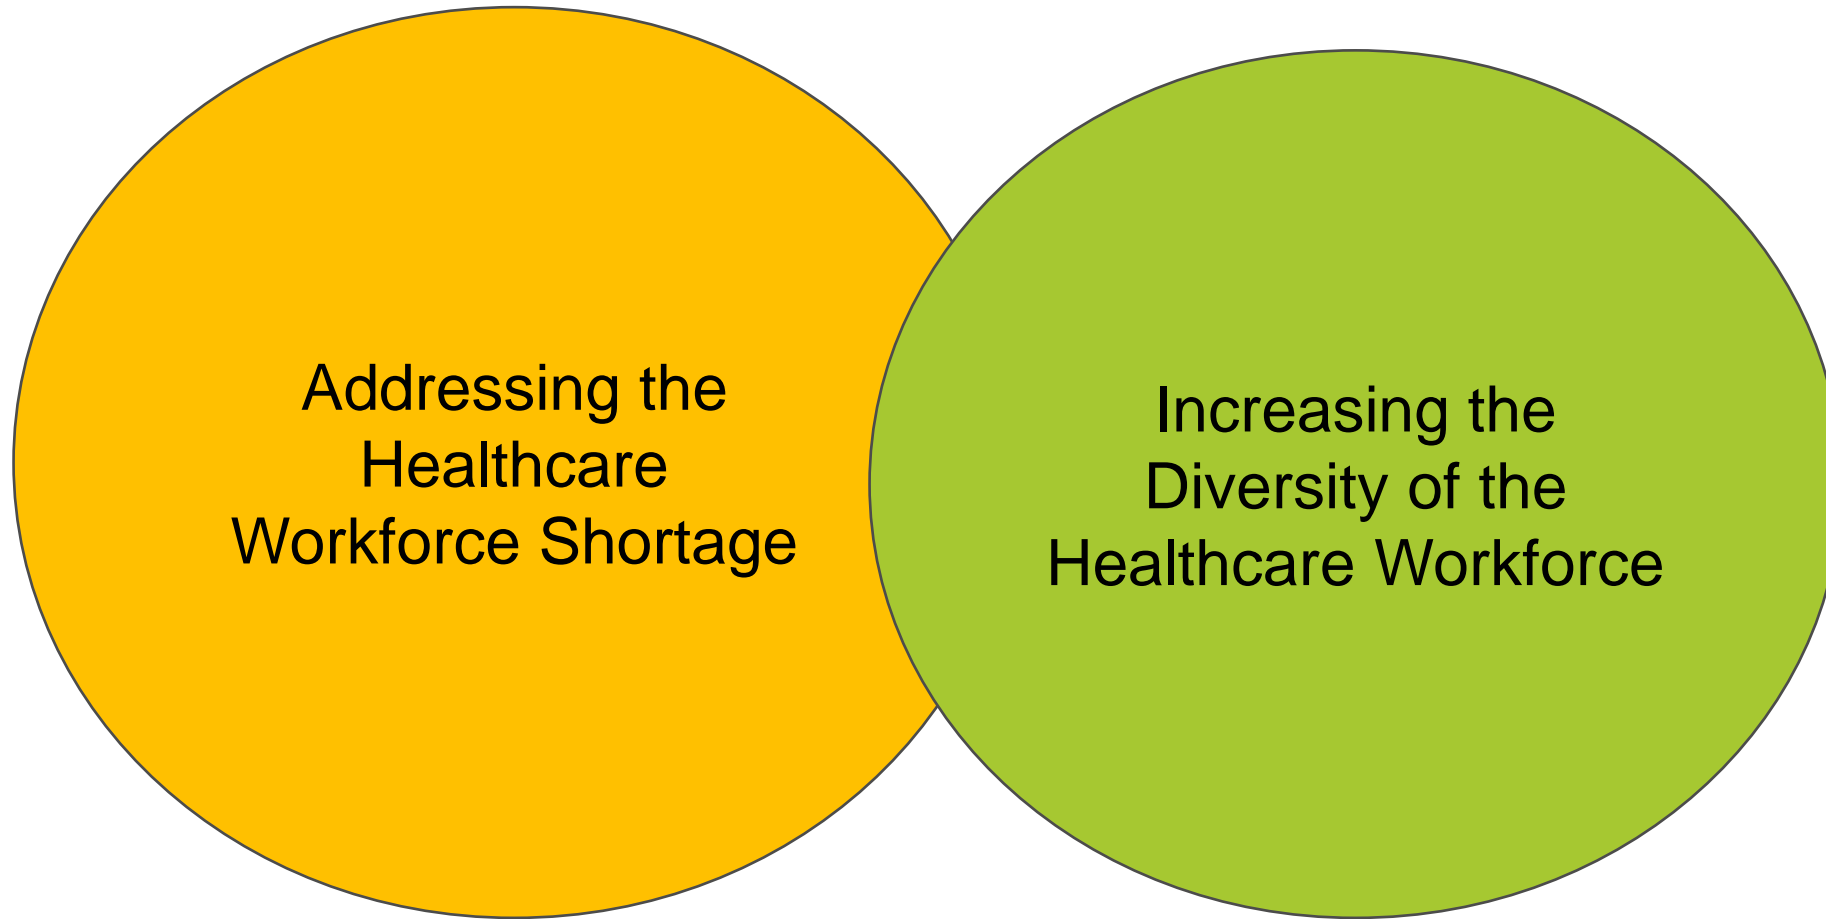 Addressing the
Healthcare
Workforce Shortage
Increasing the
Diversity of the
Healthcare Workforce